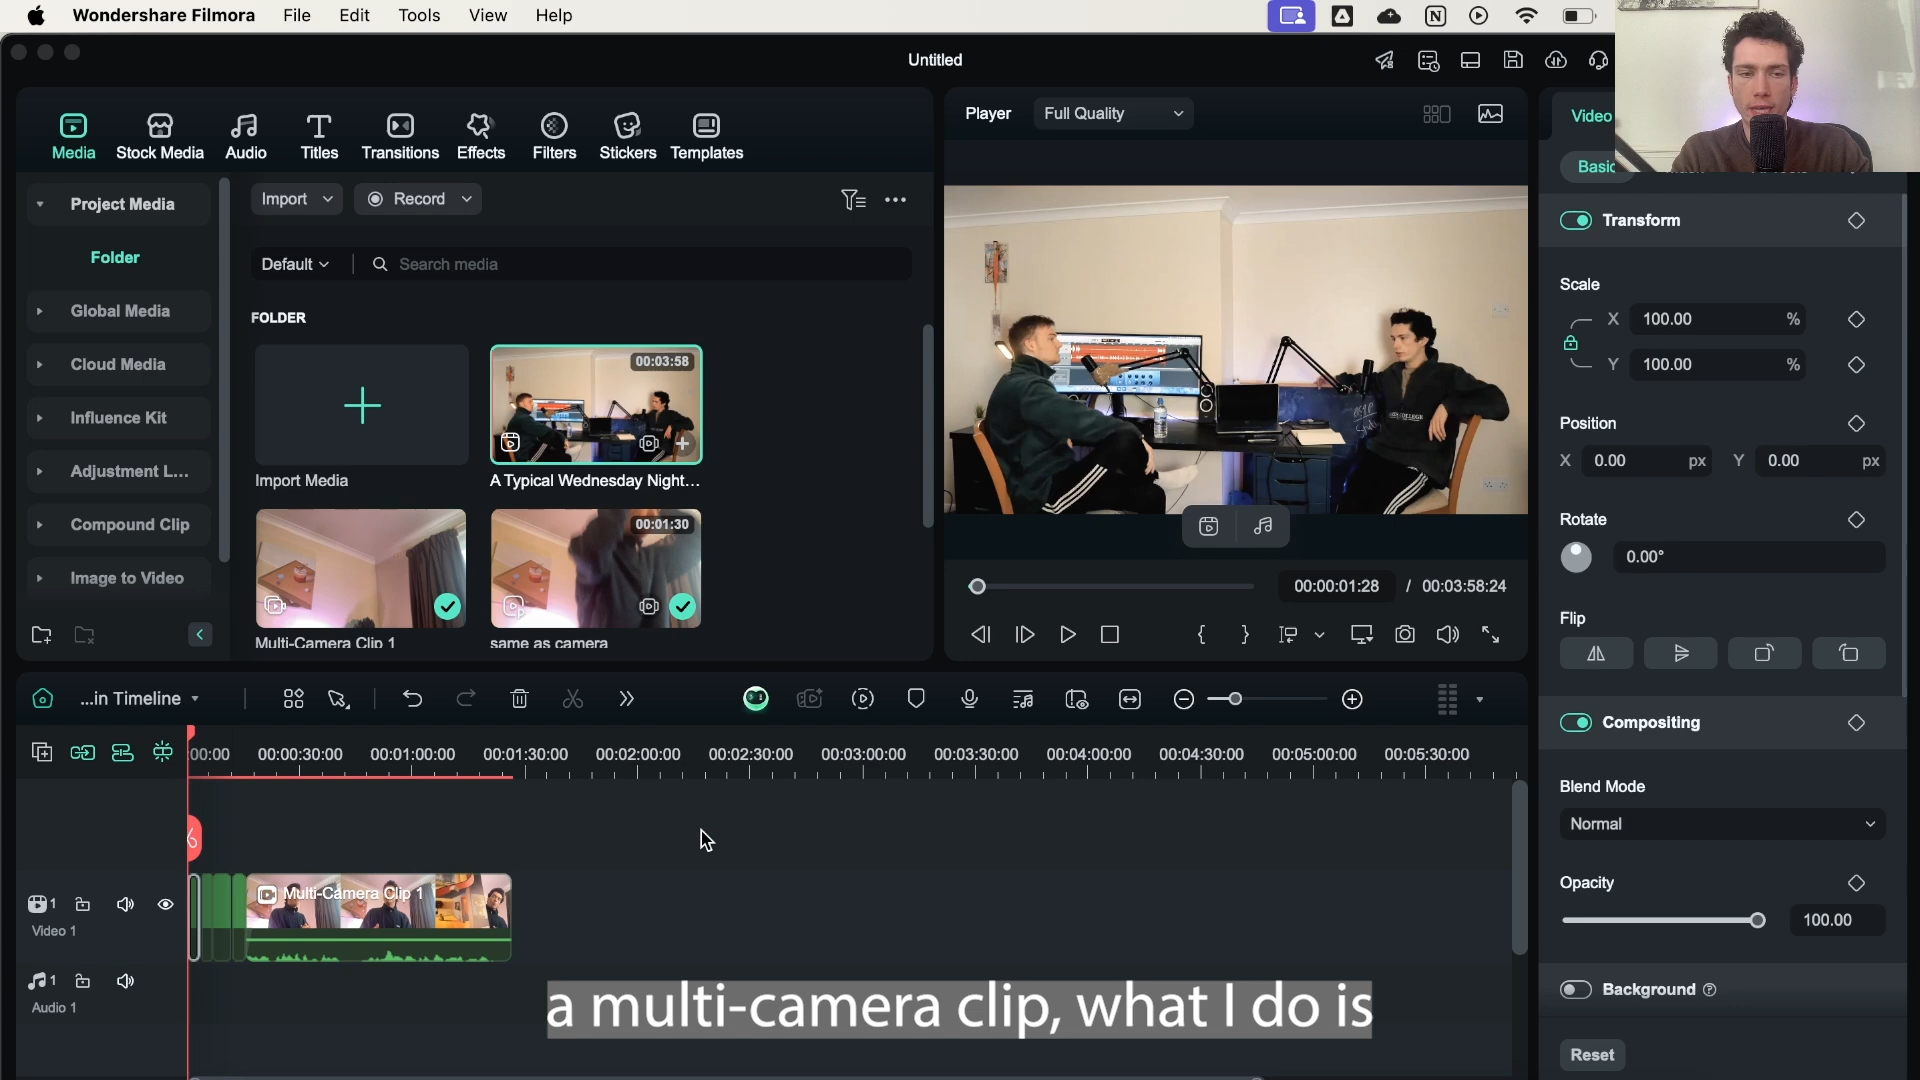 Wondershare Filmora File Edit Tools View Help
Untitled
Media Stock Media Audio Titles Transitions Effects Filters Stickers Templates
Project Media
Folder
Global Media
Cloud Media
Influence Kit
Adjustment L...
Compound Clip
Image to Video
Import Record
Default Search media
FOLDER
Import Media
00:03:58
A Typical Wednesday Night...
Multi-Camera Clip 1
00:01:30
same as camera
Player Full Quality
00:00:01:28 / 00:03:58:24
Video
Basic
Transform
Scale
X 100.00 %
Y 100.00 %
Position
X 0.00 px Y 0.00 px
Rotate
0.00°
Flip
Compositing
Blend Mode
Normal
Opacity
100.00
Background
Reset
...in Timeline
:00:00 00:00:30:00 00:01:00:00 00:01:30:00 00:02:00:00 00:02:30:00 00:03:00:00 00:03:30:00 00:04:00:00 00:04:30:00 00:05:00:00 00:05:30:00
1
Video 1
Multi-Camera Clip 1
1
Audio 1
a multi-camera clip, what I do is